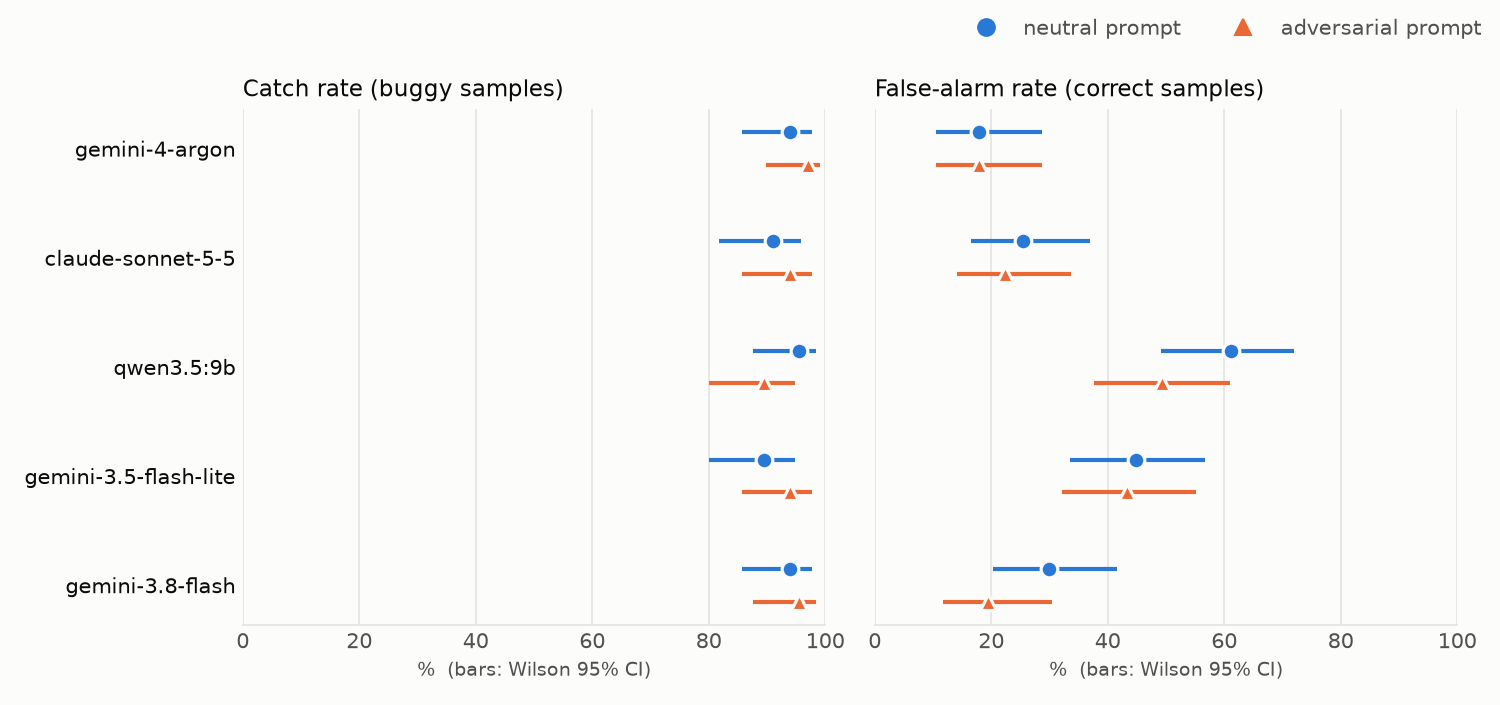 neutral prompt adversarial prompt
Catch rate (buggy samples)
False-alarm rate (correct samples)
gemini-4-argon
claude-sonnet-5-5
qwen3.5:9b
gemini-3.5-flash-lite
gemini-3.8-flash
0 20 40 60 80 100
0 20 40 60 80 100
% (bars: Wilson 95% CI)
% (bars: Wilson 95% CI)